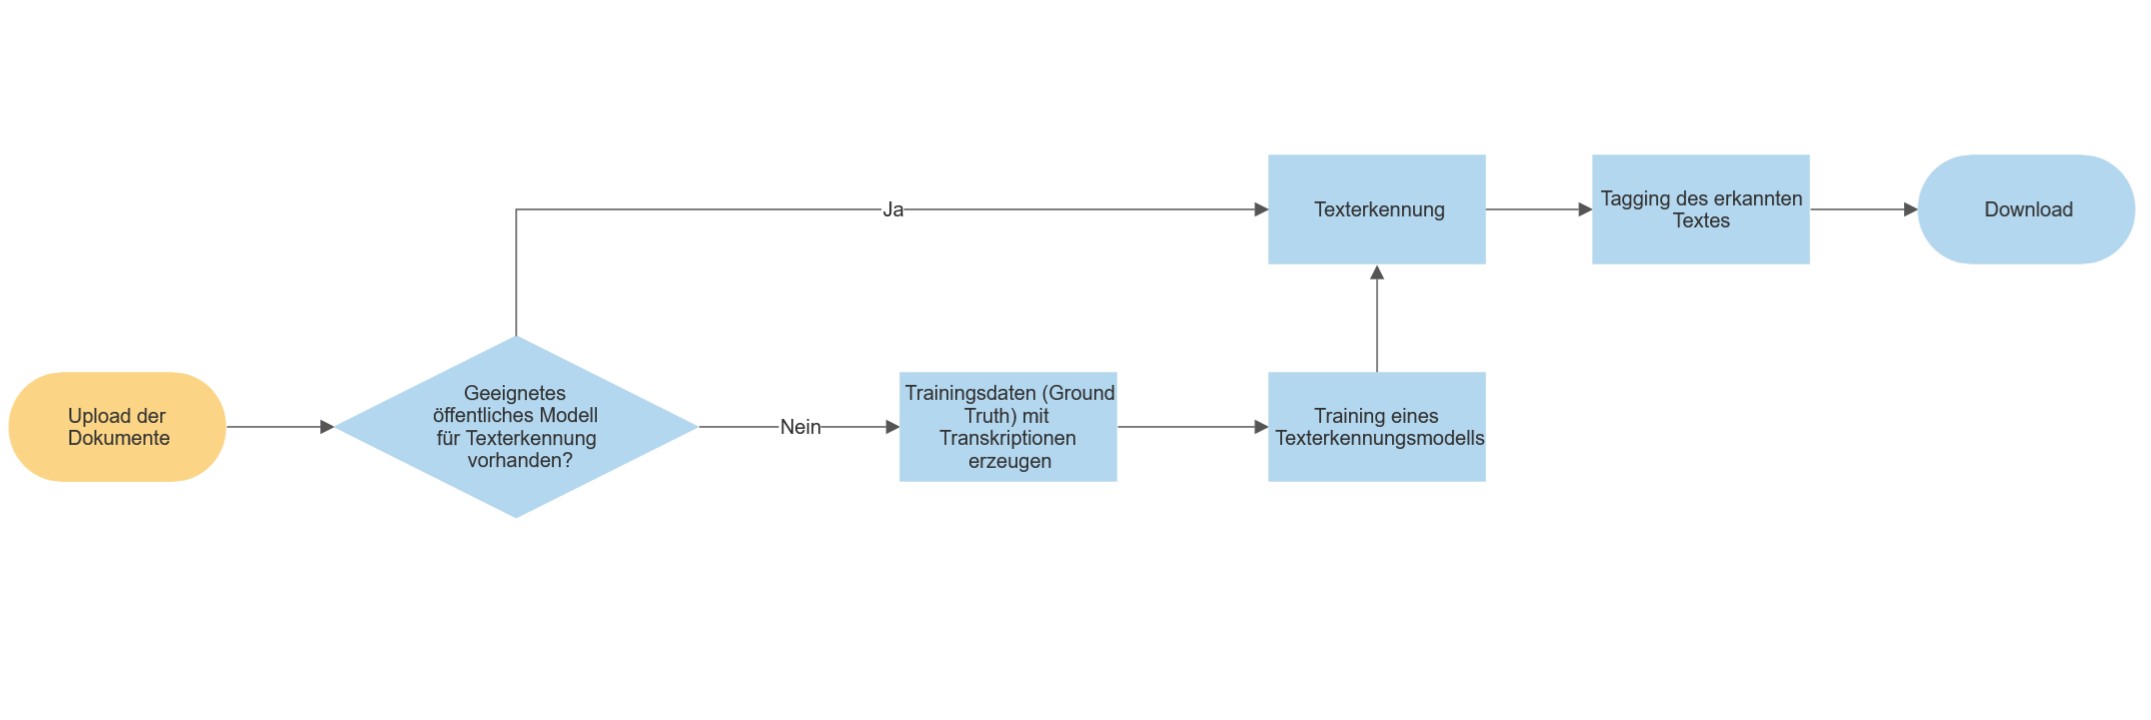 Upload der
Dokumente
Geeignetes
öffentliches Modell
für Texterkennung
vorhanden?
Ja
Nein
Trainingsdaten (Ground
Truth) mit
Transkriptionen
erzeugen
Training eines
Texterkennungsmodells
Texterkennung
Tagging des erkannten
Textes
Download